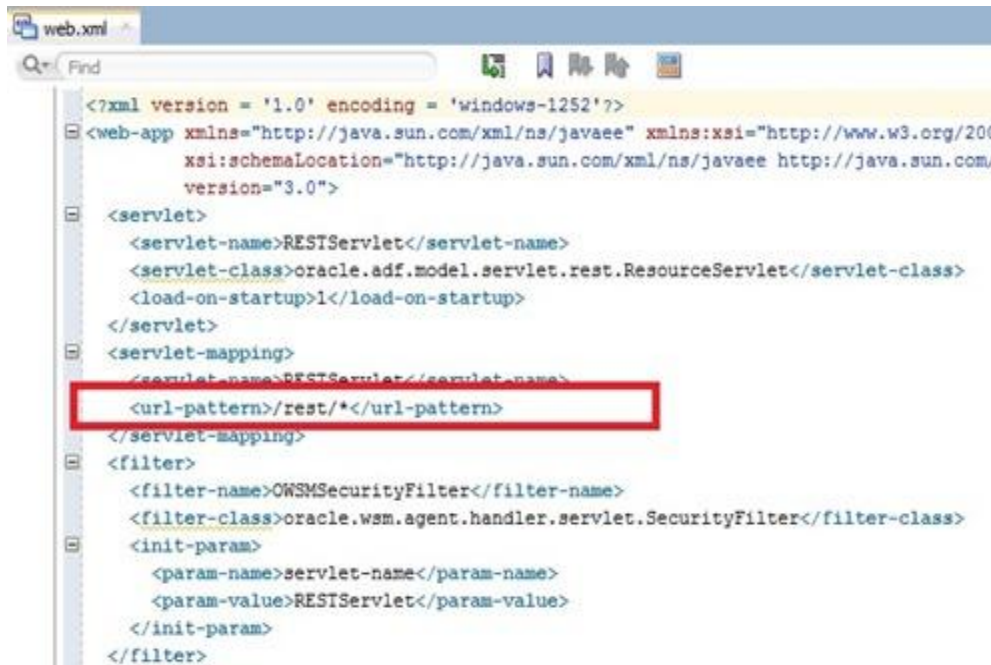 web.xml
Find
<?xml version = '1.0' encoding = 'windows-1252'?>
<web-app xmlns="http://java.sun.com/xml/ns/javaee" xmlns:xsi="http://www.w3.org/200
xsi:schemaLocation="http://java.sun.com/xml/ns/javaee http://java.sun.com/
version="3.0">
<servlet>
<servlet-name>RESTServlet</servlet-name>
<servlet-class>oracle.adf.model.servlet.rest.ResourceServlet</servlet-class>
<load-on-startup>1</load-on-startup>
</servlet>
<servlet-mapping>
<servlet-name>RESTServlet</servlet-name>
<url-pattern>/rest/*</url-pattern>
</servlet-mapping>
<filter>
<filter-name>OWSMSecurityFilter</filter-name>
<filter-class>oracle.wsm.agent.handler.servlet.SecurityFilter</filter-class>
<init-param>
<param-name>servlet-name</param-name>
<param-value>RESTServlet</param-value>
</init-param>
</filter>